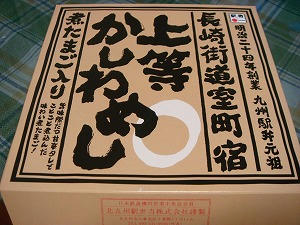 明治二十四年創業 九州駅弁元祖
長崎街道室町宿
上等
かしわめし
煮たまご入り
北九州駅弁当株式会社謹製